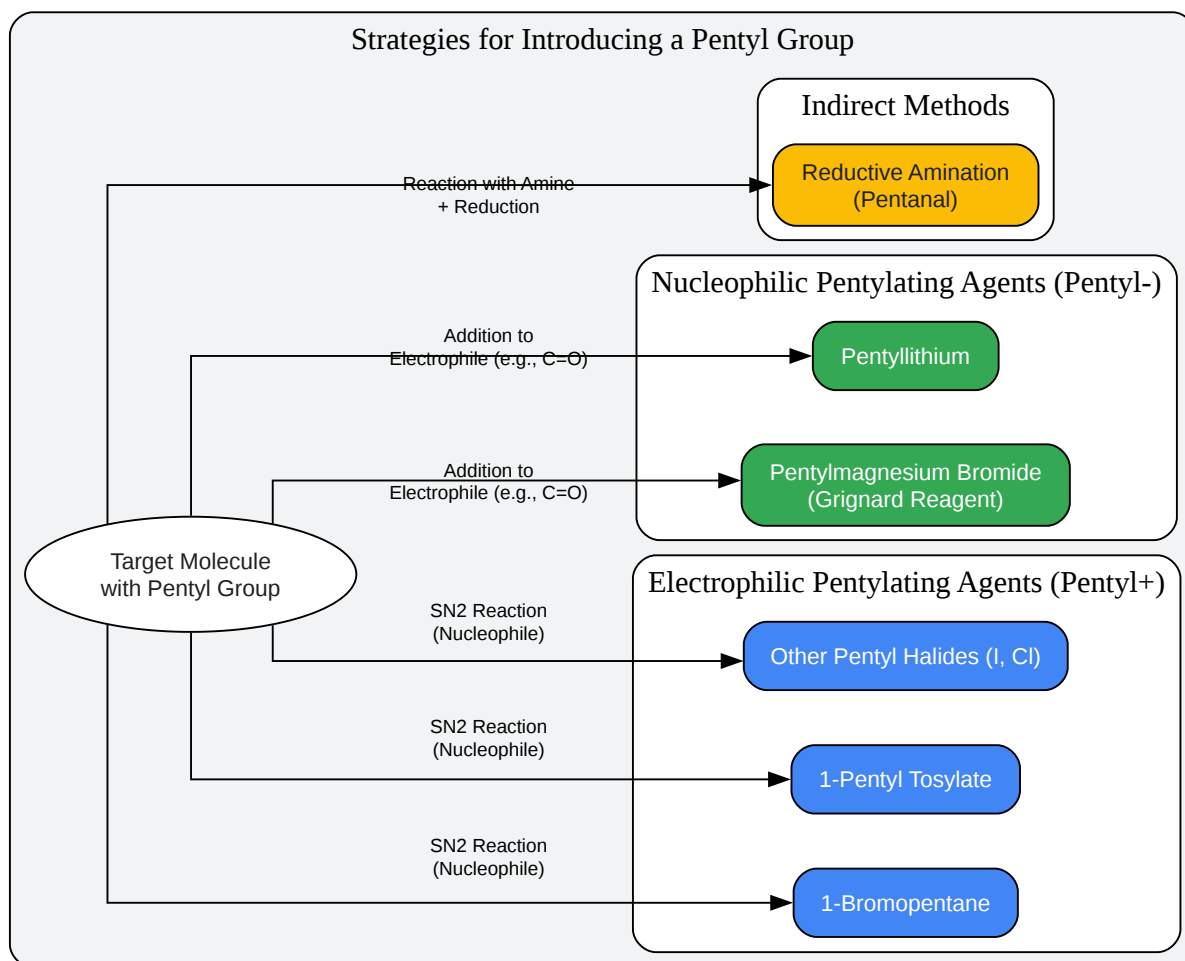 Strategies for Introducing a Pentyl Group
Indirect Methods
Reaction with Amine
+ Reduction
Reductive Amination
(Pentanal)
Nucleophilic Pentylating Agents (Pentyl-)
Addition to
Electrophile (e.g., C=O)
Pentyllithium
Addition to
Electrophile (e.g., C=O)
Pentylmagnesium Bromide
(Grignard Reagent)
Target Molecule
with Pentyl Group
Electrophilic Pentylating Agents (Pentyl+)
SN2 Reaction
(Nucleophile)
Other Pentyl Halides (I, Cl)
SN2 Reaction
(Nucleophile)
1-Pentyl Tosylate
SN2 Reaction
(Nucleophile)
1-Bromopentane